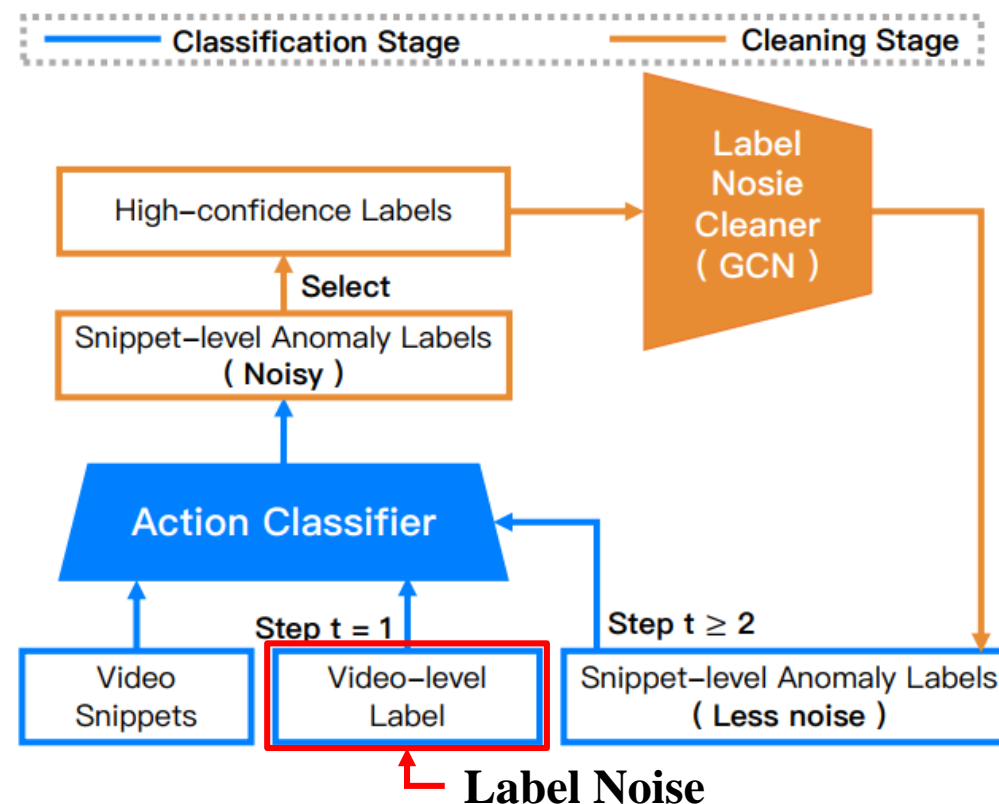 Classification Stage
Cleaning Stage
Label
Nosie
Cleaner
( GCN )
High-confidence Labels
Select
Snippet-level Anomaly Labels
( Noisy )
Action Classifier
Step t = 1
Step t ≥ 2
Video
Snippets
Video-level
Label
Snippet-level Anomaly Labels
( Less noise )
Label Noise